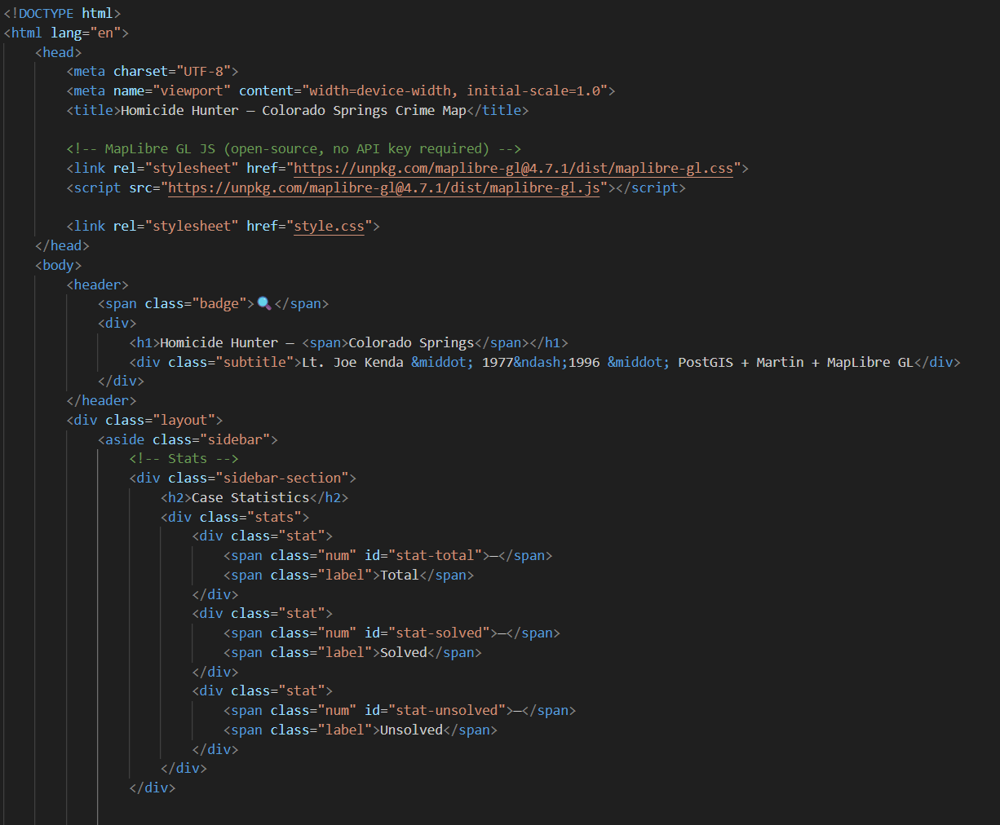 <!DOCTYPE html>
<html lang="en">
<head>
<meta charset="UTF-8">
<meta name="viewport" content="width=device-width, initial-scale=1.0">
<title>Homicide Hunter — Colorado Springs Crime Map</title>
<!-- MapLibre GL JS (open-source, no API key required) -->
<link rel="stylesheet" href="https://unpkg.com/maplibre-gl@4.7.1/dist/maplibre-gl.css">
<script src="https://unpkg.com/maplibre-gl@4.7.1/dist/maplibre-gl.js"></script>
<link rel="stylesheet" href="style.css">
</head>
<body>
<header>
<span class="badge">🔍</span>
<div>
<h1>Homicide Hunter — <span>Colorado Springs</span></h1>
<div class="subtitle">Lt. Joe Kenda &middot; 1977&ndash;1996 &middot; PostGIS + Martin + MapLibre GL</div>
</div>
</header>
<div class="layout">
<aside class="sidebar">
<!-- Stats -->
<div class="sidebar-section">
<h2>Case Statistics</h2>
<div class="stats">
<div class="stat">
<span class="num" id="stat-total">—</span>
<span class="label">Total</span>
</div>
<div class="stat">
<span class="num" id="stat-solved">—</span>
<span class="label">Solved</span>
</div>
<div class="stat">
<span class="num" id="stat-unsolved">—</span>
<span class="label">Unsolved</span>
</div>
</div>
</div>